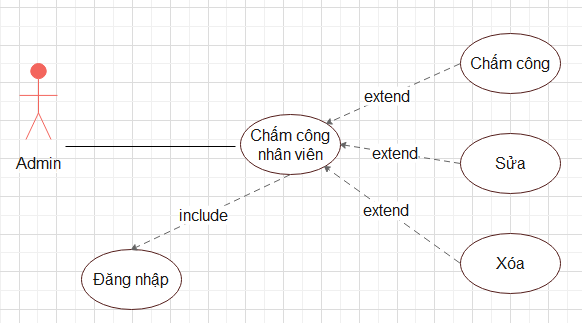 Chấm công
extend
Chấm công
nhân viên
extend
Admin
Sửa
extend
include
Xóa
Đăng nhập